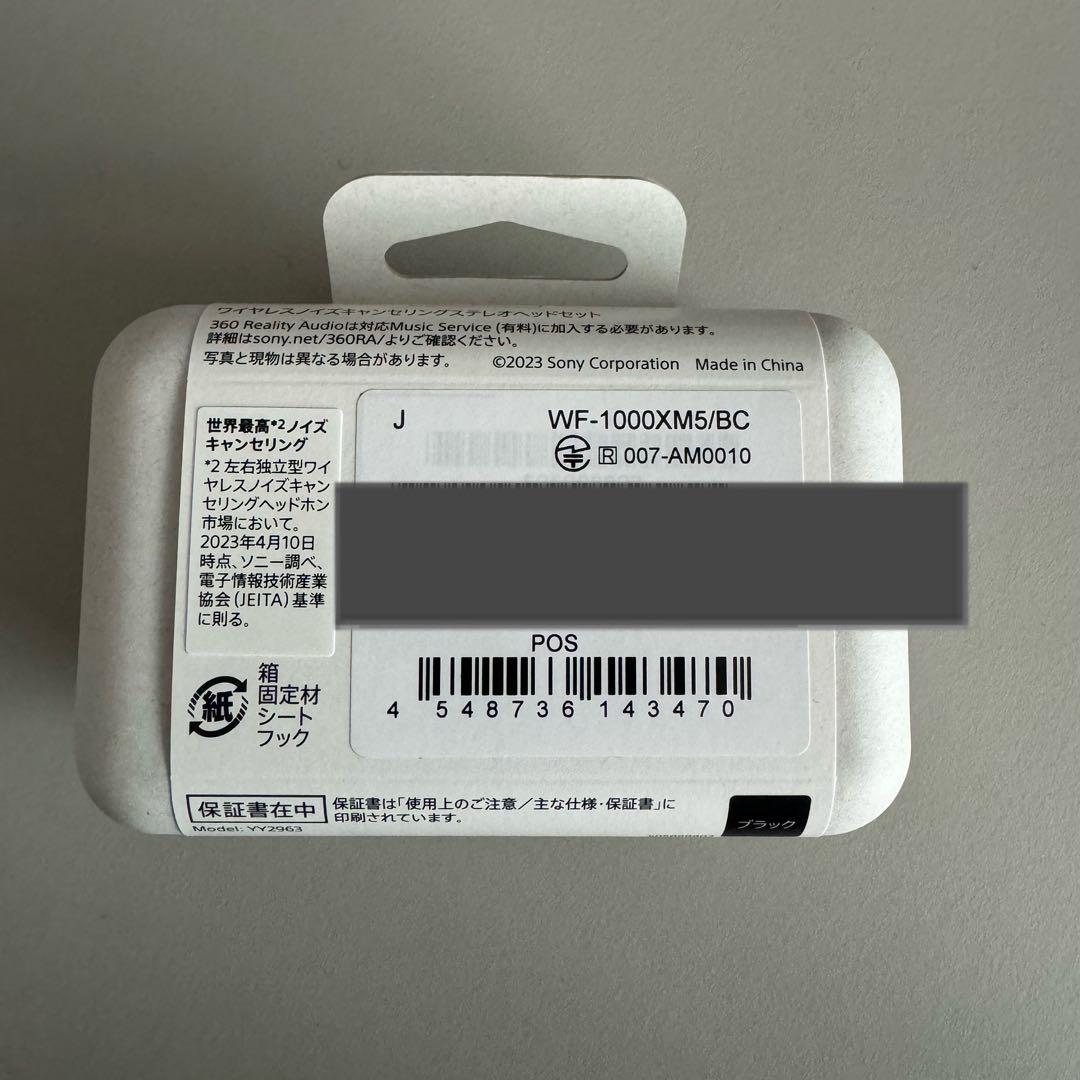 ワイヤレスノイズキャンセリングステレオヘッドセット
360 Reality Audioは対応Music Service (有料)に加入する必要があります。
詳細はsony.net/360RA/よりご確認ください。
写真と現物は異なる場合があります。 ©2023 Sony Corporation Made in China
世界最高*2ノイズ
キャンセリング
*2 左右独立型ワイ
ヤレスノイズキャン
セリングヘッドホン
市場において。
2023年4月10日
時点、ソニー調べ、
電子情報技術産業
協会(JEITA)基準
に則る。
J WF-1000XM5/BC
R 007-AM0010
POS
4 548736 143470
紙
箱
固定材
シート
フック
保証書在中
保証書は「使用上のご注意/主な仕様・保証書」に
印刷されています。
Model: YY2963
ブラック